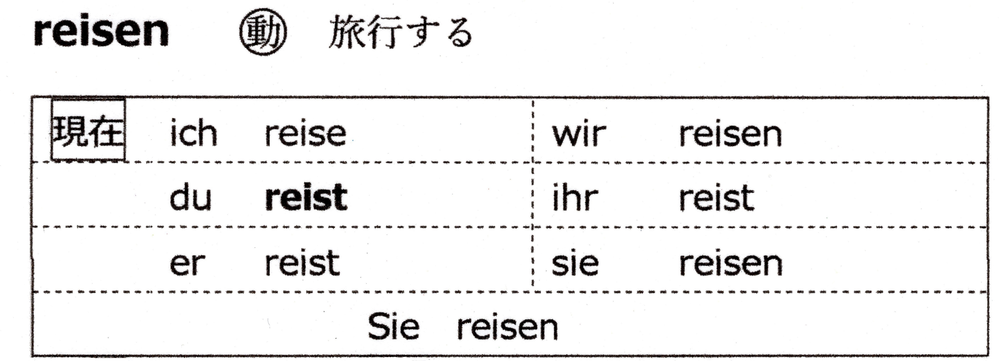 reisen ㊗動 旅行する
現在 ich reise wir reisen
du reist ihr reist
er reist sie reisen
Sie reisen